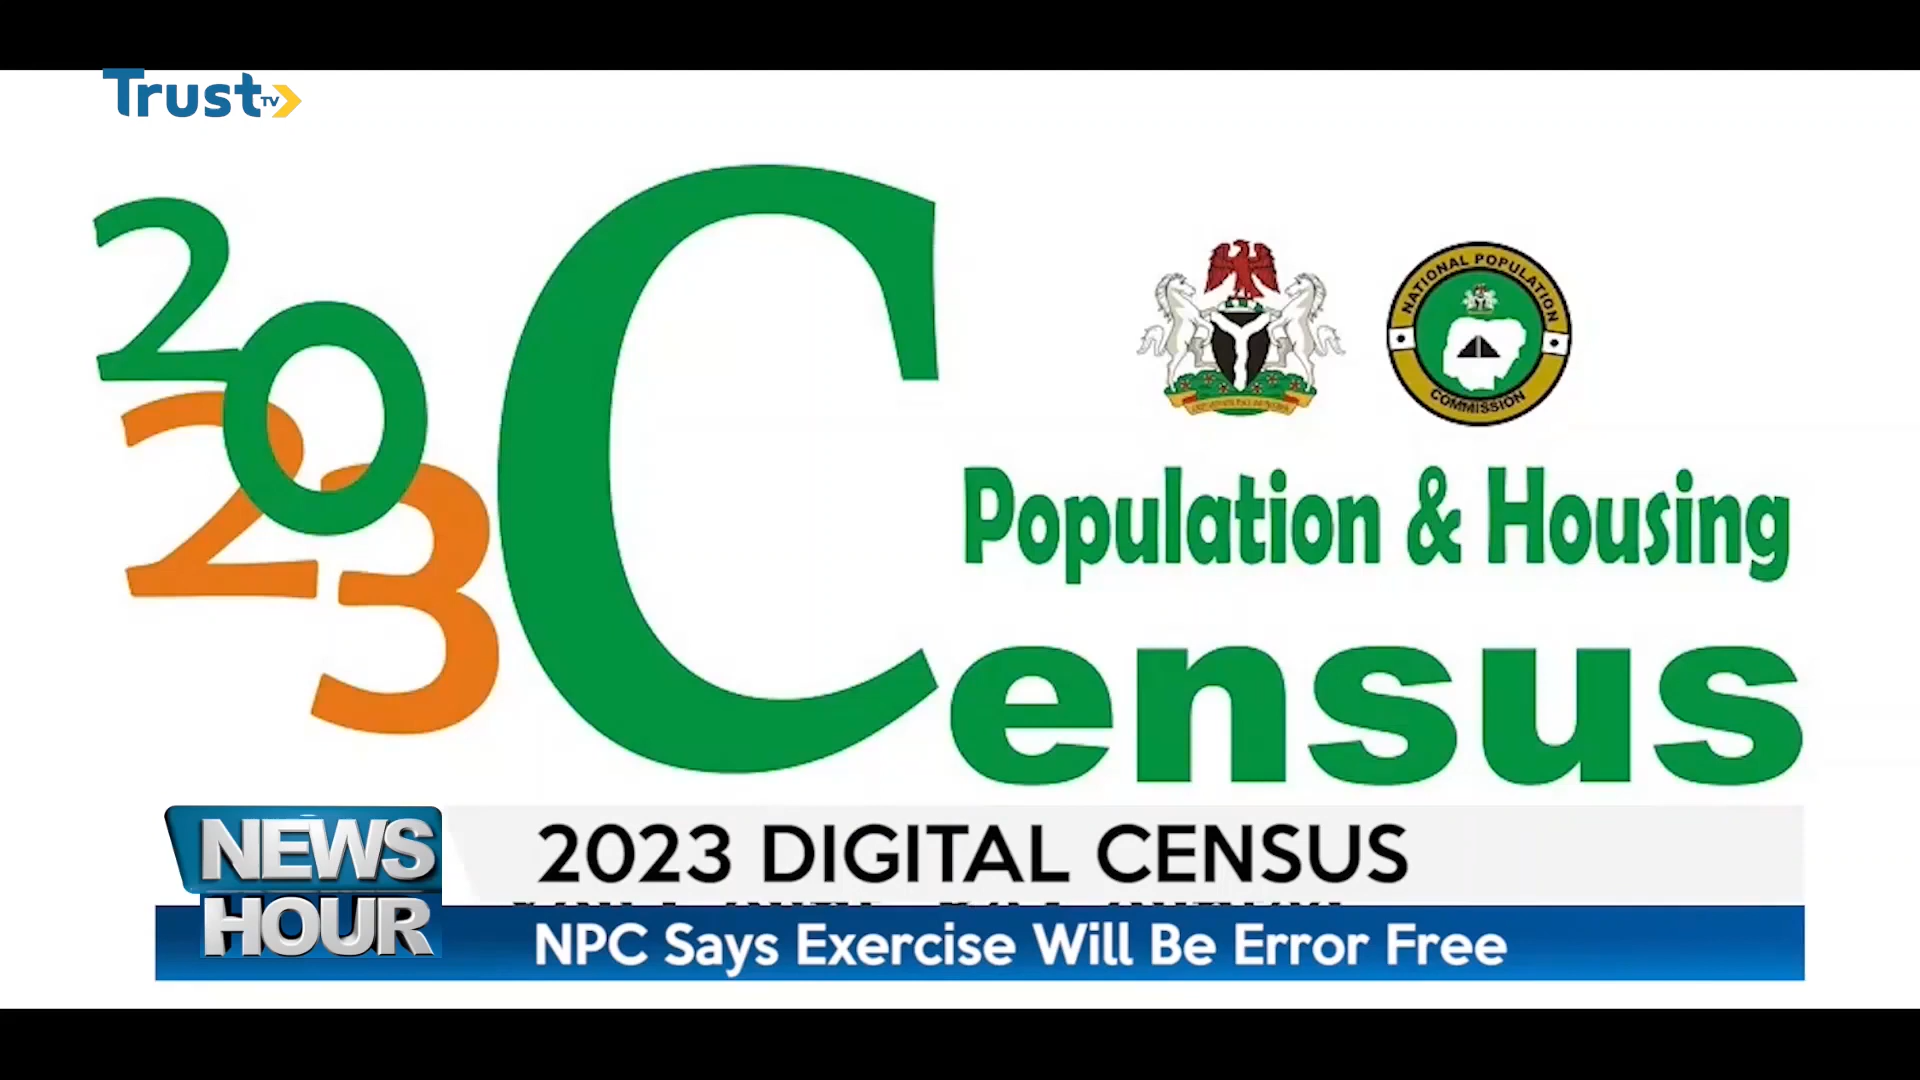 Trust TV
2023
NATIONAL POPULATION
COMMISSION
Population & Housing
Census
NEWS
HOUR
2023 DIGITAL CENSUS
NPC Says Exercise Will Be Error Free